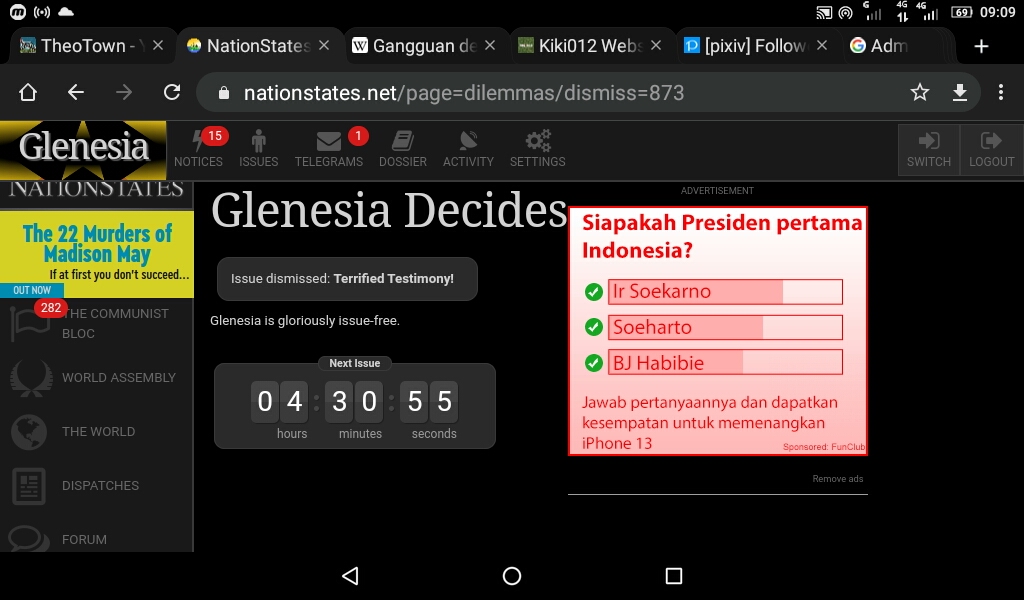 G
4G
4G
69
09:09
TheoTown - Y
NationStates
Gangguan de
Kiki012 Webs
[pixiv] Follow
Adm
nationstates.net/page=dilemmas/dismiss=873
Glenesia
15
NOTICES
ISSUES
1
TELEGRAMS
DOSSIER
ACTIVITY
SETTINGS
SWITCH
LOGOUT
NATIONSTATES
The 22 Murders of
Madison May
If at first you don't succeed...
OUT NOW
282
THE COMMUNIST
BLOC
WORLD ASSEMBLY
THE WORLD
DISPATCHES
FORUM
Glenesia Decides
Issue dismissed: Terrified Testimony!
Glenesia is gloriously issue-free.
Next Issue
04:30:55
hours minutes seconds
ADVERTISEMENT
Siapakah Presiden pertama
Indonesia?
Ir Soekarno
Soeharto
BJ Habibie
Jawab pertanyaannya dan dapatkan
kesempatan untuk memenangkan
iPhone 13
Sponsored: FunClub
Remove ads